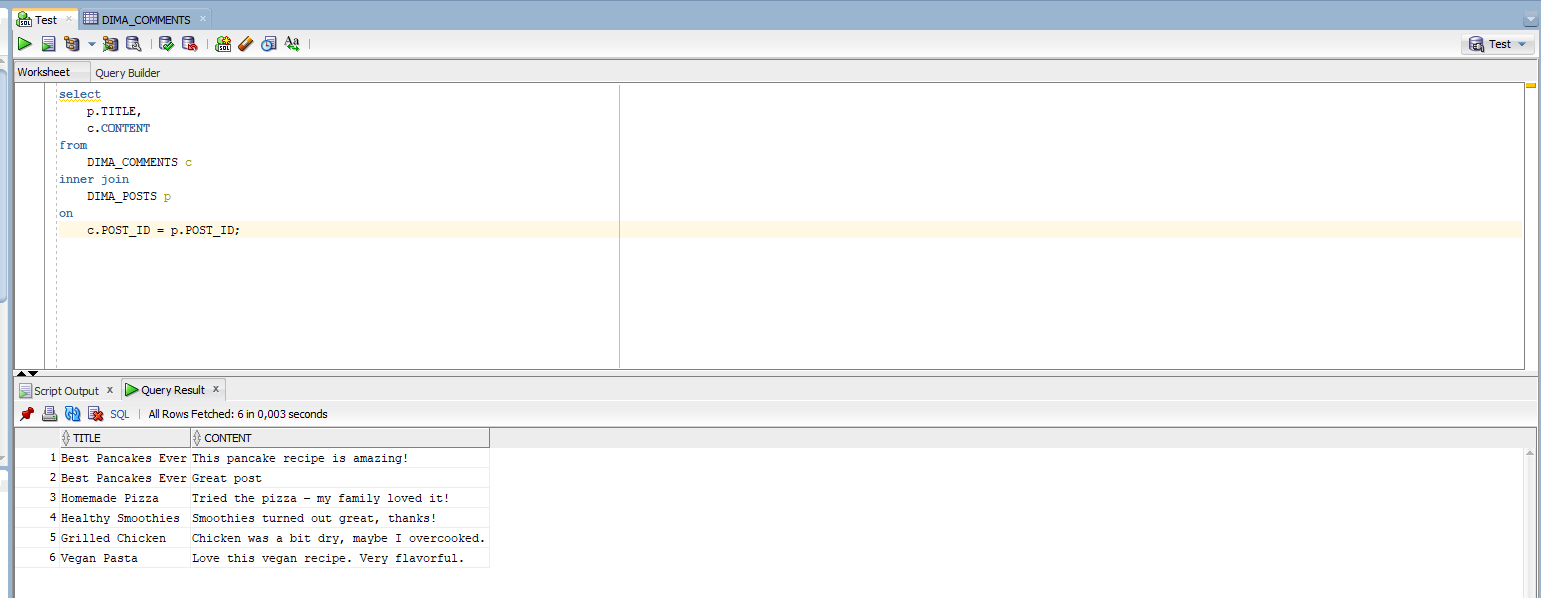 Test
DIMA_COMMENTS
Test
Worksheet
Query Builder
select
p.TITLE,
c.CONTENT
from
DIMA_COMMENTS c
inner join
DIMA_POSTS p
on
c.POST_ID = p.POST_ID;
Script Output x
Query Result x
SQL | All Rows Fetched: 6 in 0,003 seconds
TITLE CONTENT
1 Best Pancakes Ever This pancake recipe is amazing!
2 Best Pancakes Ever Great post
3 Homemade Pizza Tried the pizza – my family loved it!
4 Healthy Smoothies Smoothies turned out great, thanks!
5 Grilled Chicken Chicken was a bit dry, maybe I overcooked.
6 Vegan Pasta Love this vegan recipe. Very flavorful.